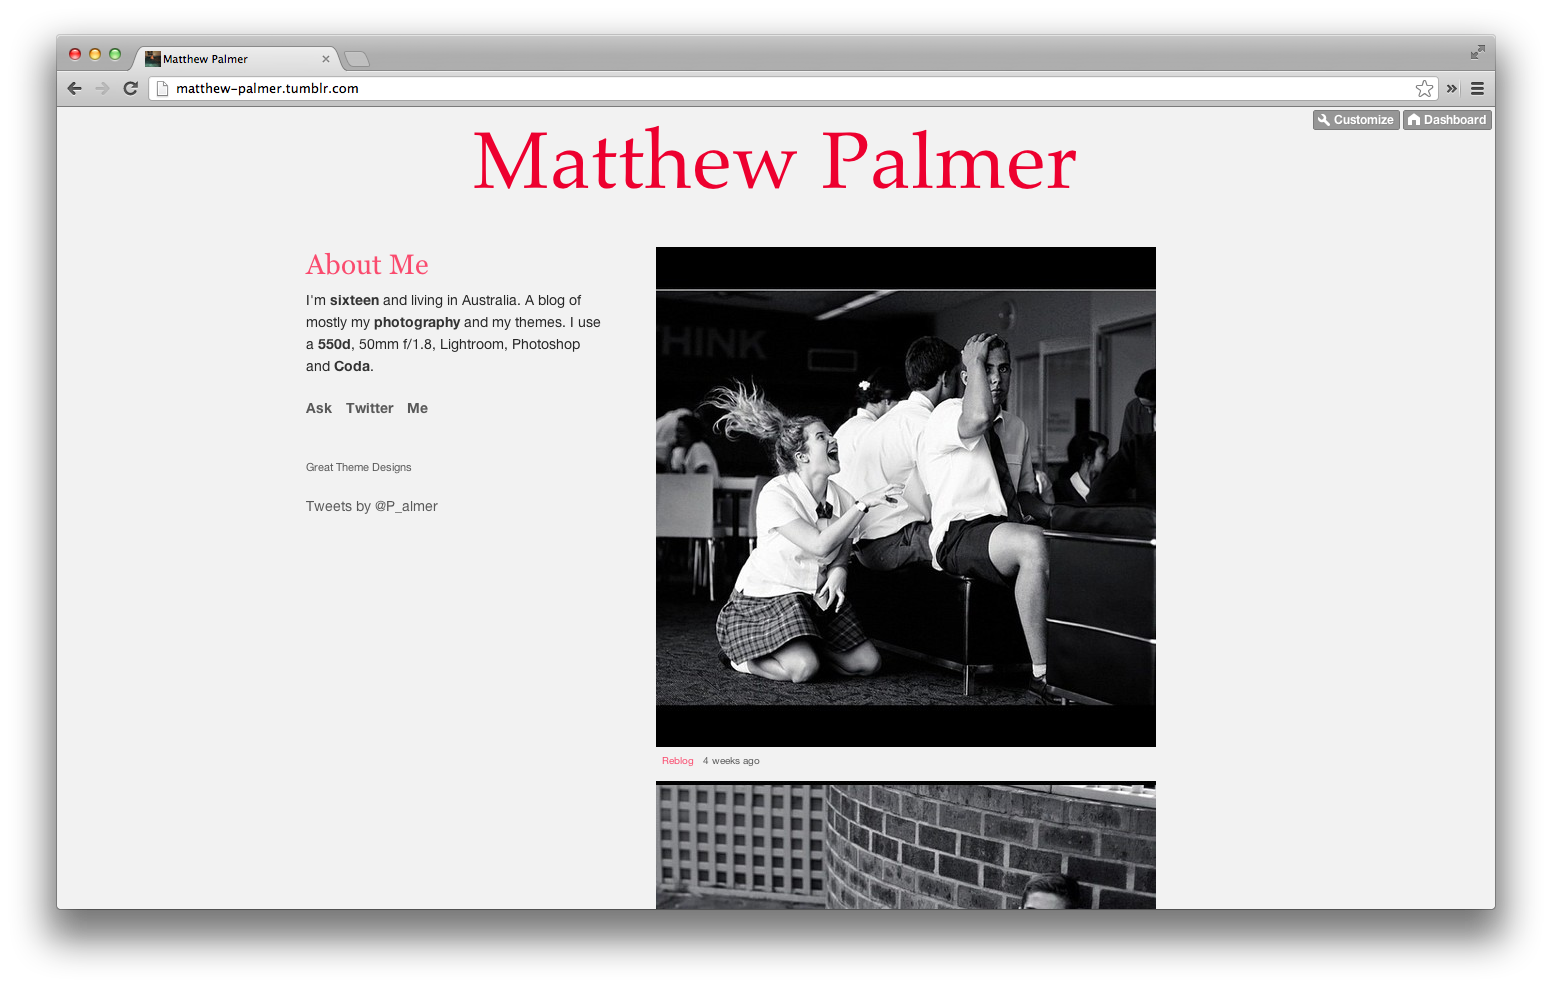 Matthew Palmer
matthew-palmer.tumblr.com
Customize Dashboard
Matthew Palmer
About Me
I'm sixteen and living in Australia. A blog of
mostly my photography and my themes. I use
a 550d, 50mm f/1.8, Lightroom, Photoshop
and Coda.
Ask Twitter Me
Great Theme Designs
Tweets by @P_almer
THINK
Reblog 4 weeks ago